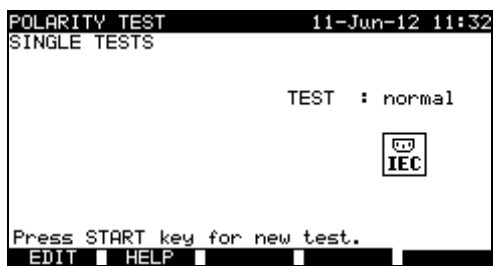 POLARITY TEST 11-Jun-12 11:32
SINGLE TESTS
TEST : normal
IEC
Press START key for new test.
EDIT HELP